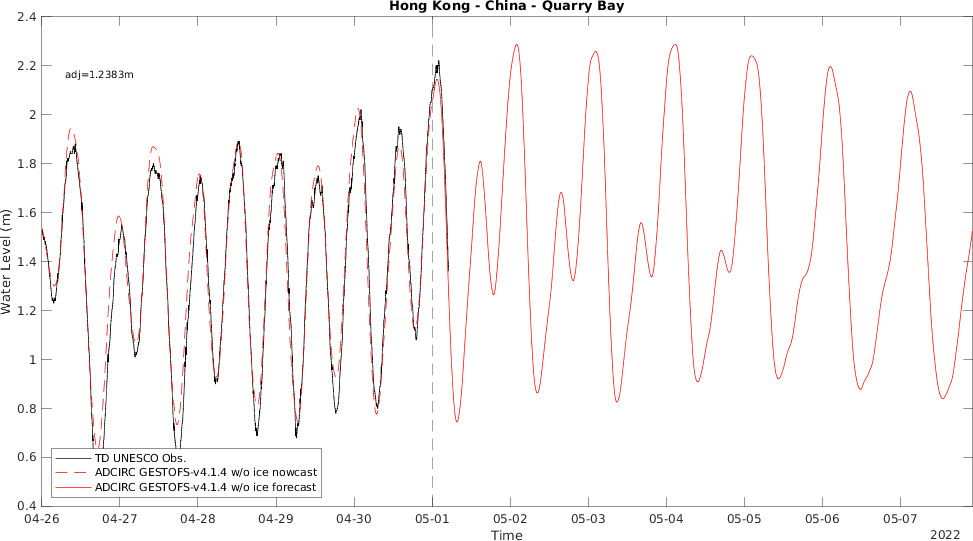 Hong Kong - China - Quarry Bay
adj=1.2383m
Water Level (m)
2.4
2.2
2
1.8
1.6
1.4
1.2
1
0.8
0.6
0.4
TD UNESCO Obs.
ADCIRC GESTOFS-v4.1.4 w/o ice nowcast
ADCIRC GESTOFS-v4.1.4 w/o ice forecast
04-26 04-27 04-28 04-29 04-30 05-01 05-02 05-03 05-04 05-05 05-06 05-07
Time
2022